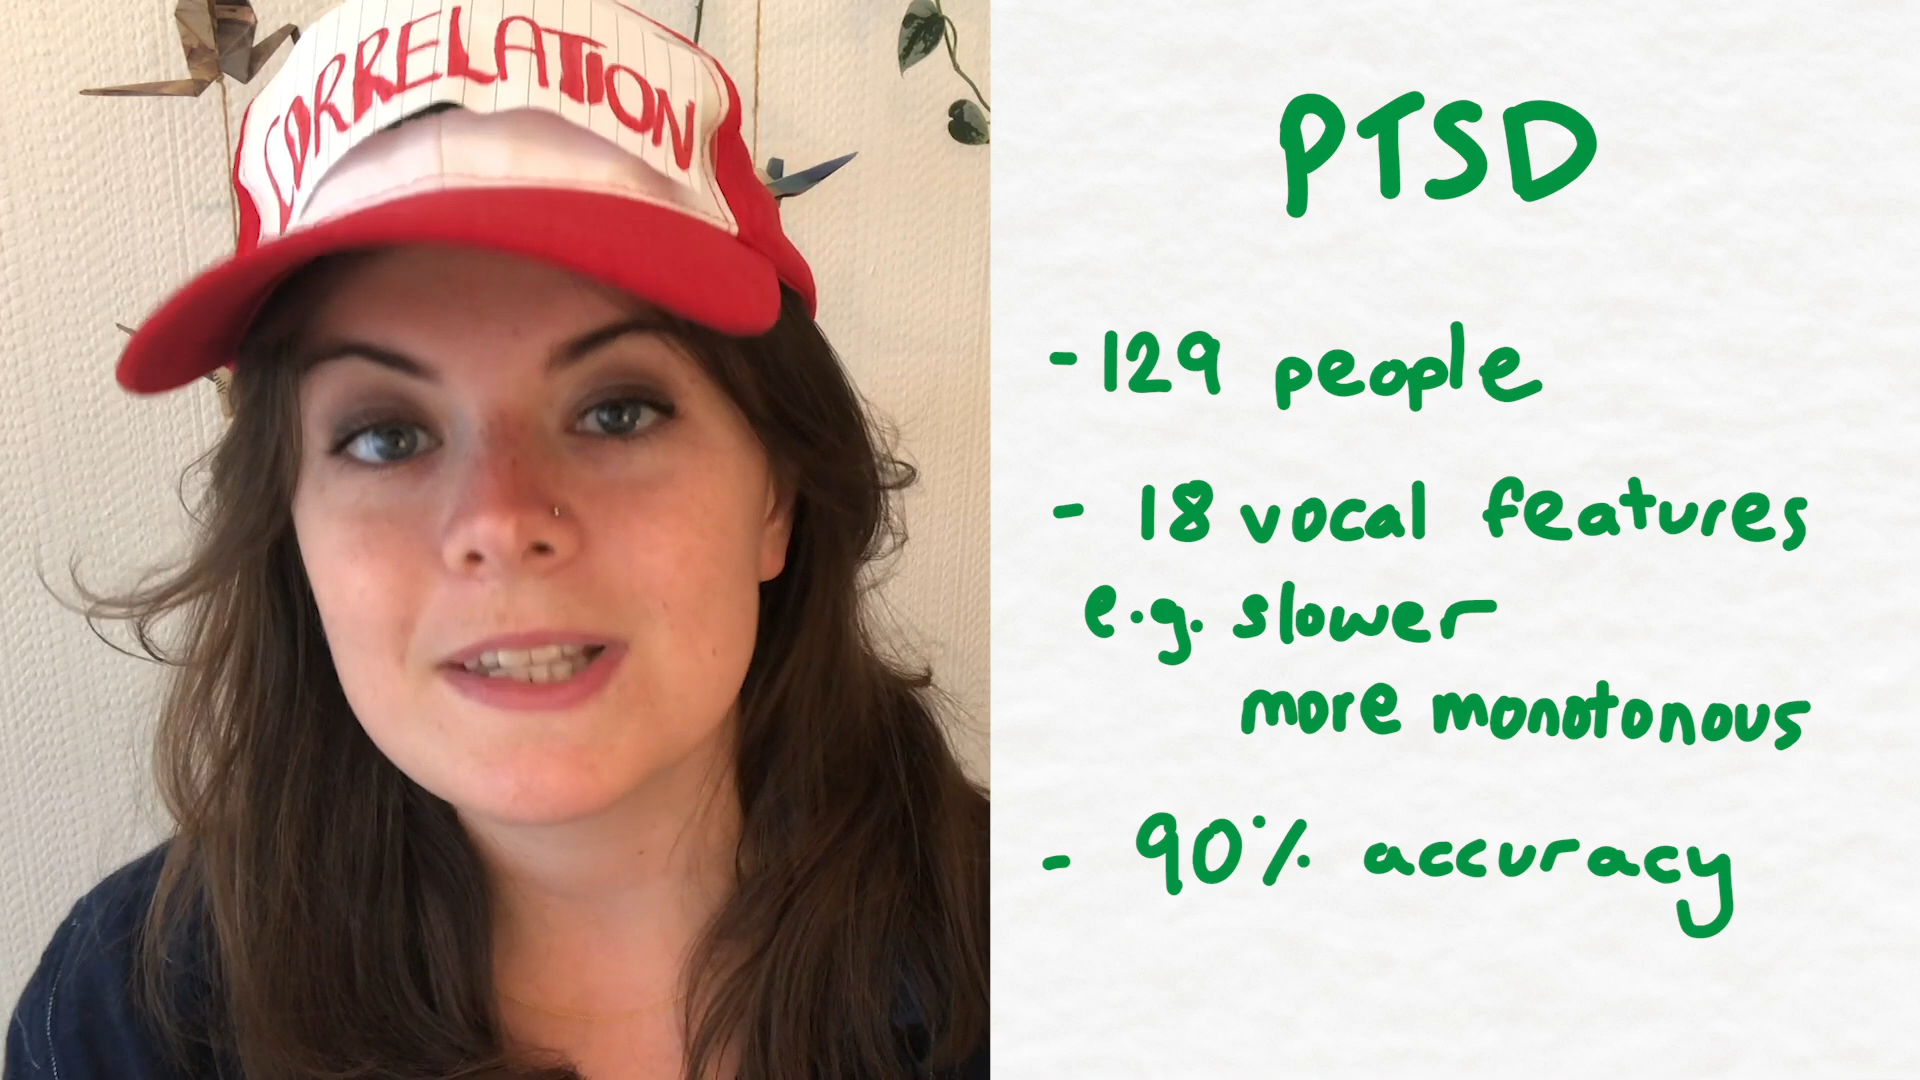 CORRELATION
PTSD
- 129 people
- 18 vocal features
e.g. slower
more monotonous
- 90% accuracy